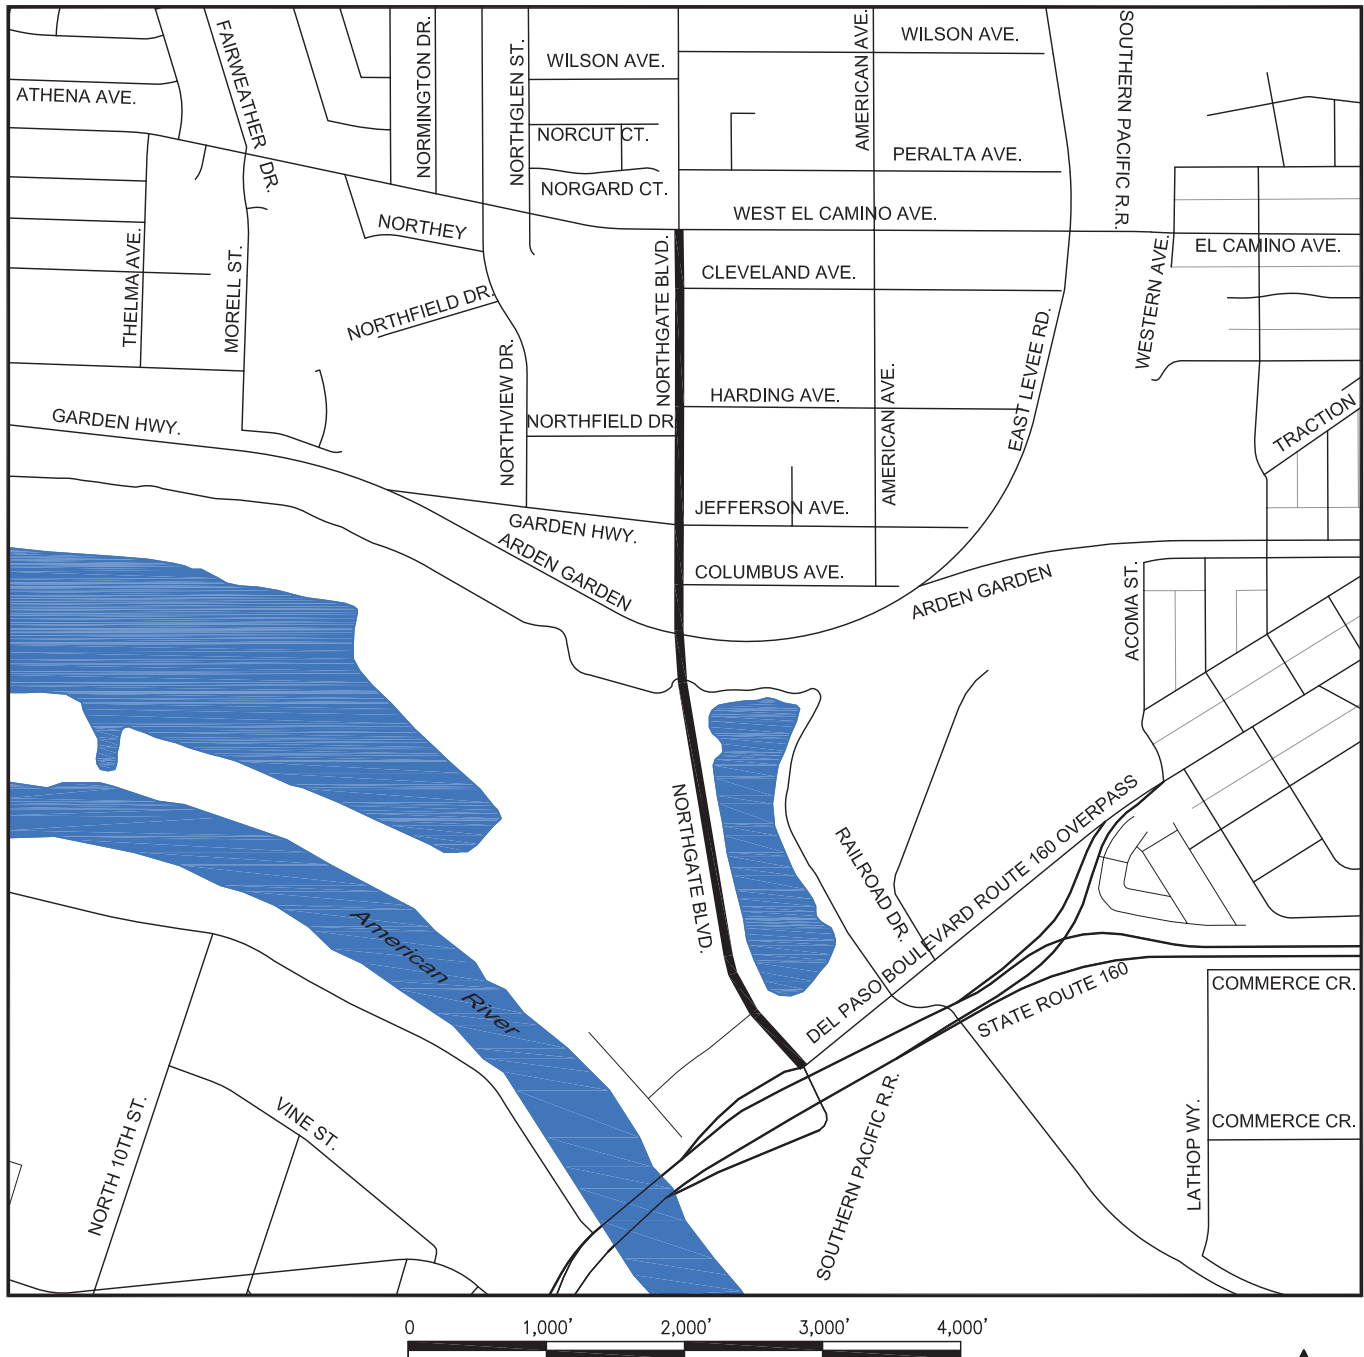 FAIRWEATHER DR.
NORMINGTON DR.
NORTHGLEN ST.
WILSON AVE.
AMERICAN AVE.
WILSON AVE.
SOUTHERN PACIFIC R.R.
ATHENA AVE.
NORCUT CT.
PERALTA AVE.
NORGARD CT.
WEST EL CAMINO AVE.
NORTHEY
EL CAMINO AVE.
THELMA AVE.
MORELL ST.
NORTHGATE BLVD.
CLEVELAND AVE.
WESTERN AVE.
NORTHFIELD DR.
EAST LEVEE RD.
NORTHVIEW DR.
HARDING AVE.
AMERICAN AVE.
GARDEN HWY.
NORTHFIELD DR
TRACTION
JEFFERSON AVE.
GARDEN HWY.
ARDEN GARDEN
COLUMBUS AVE.
ARDEN GARDEN
ACOMA ST.
NORTHGATE BLVD.
RAILROAD DR.
DEL PASO BOULEVARD ROUTE 160 OVERPASS
American River
STATE ROUTE 160
COMMERCE CR.
NORTH 10TH ST.
VINE ST.
SOUTHERN PACIFIC R.R.
LATHOP WY.
COMMERCE CR.
0 1,000' 2,000' 3,000' 4,000'